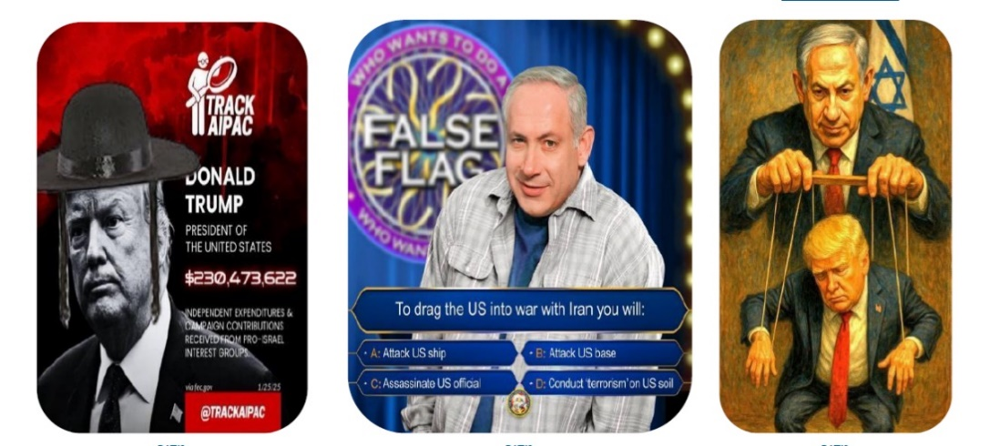 TRACK
AIPAC
DONALD
TRUMP
PRESIDENT OF
THE UNITED STATES
$230,473,622
INDEPENDENT EXPENDITURES &
CAMPAIGN CONTRIBUTIONS
RECEIVED FROM PRO-ISRAEL
INTEREST GROUPS.
via fec.gov 1/25/25
@TRACKAIPAC
WHO WANTS TO DO A
FALSE
FLAG
WHO WAN
To drag the US into war with Iran you will:
· A: Attack US ship
· B: Attack US base
· C: Assassinate US official
· D: Conduct 'terrorism' on US soil